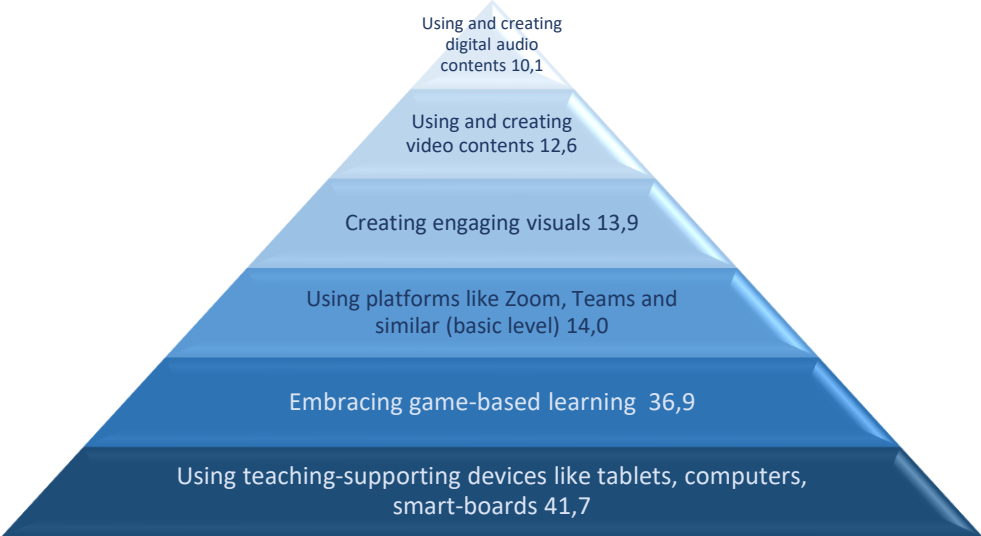 Using and creating
digital audio
contents 10,1
Using and creating
video contents 12,6
Creating engaging visuals 13,9
Using platforms like Zoom, Teams and
similar (basic level) 14,0
Embracing game-based learning 36,9
Using teaching-supporting devices like tablets, computers,
smart-boards 41,7